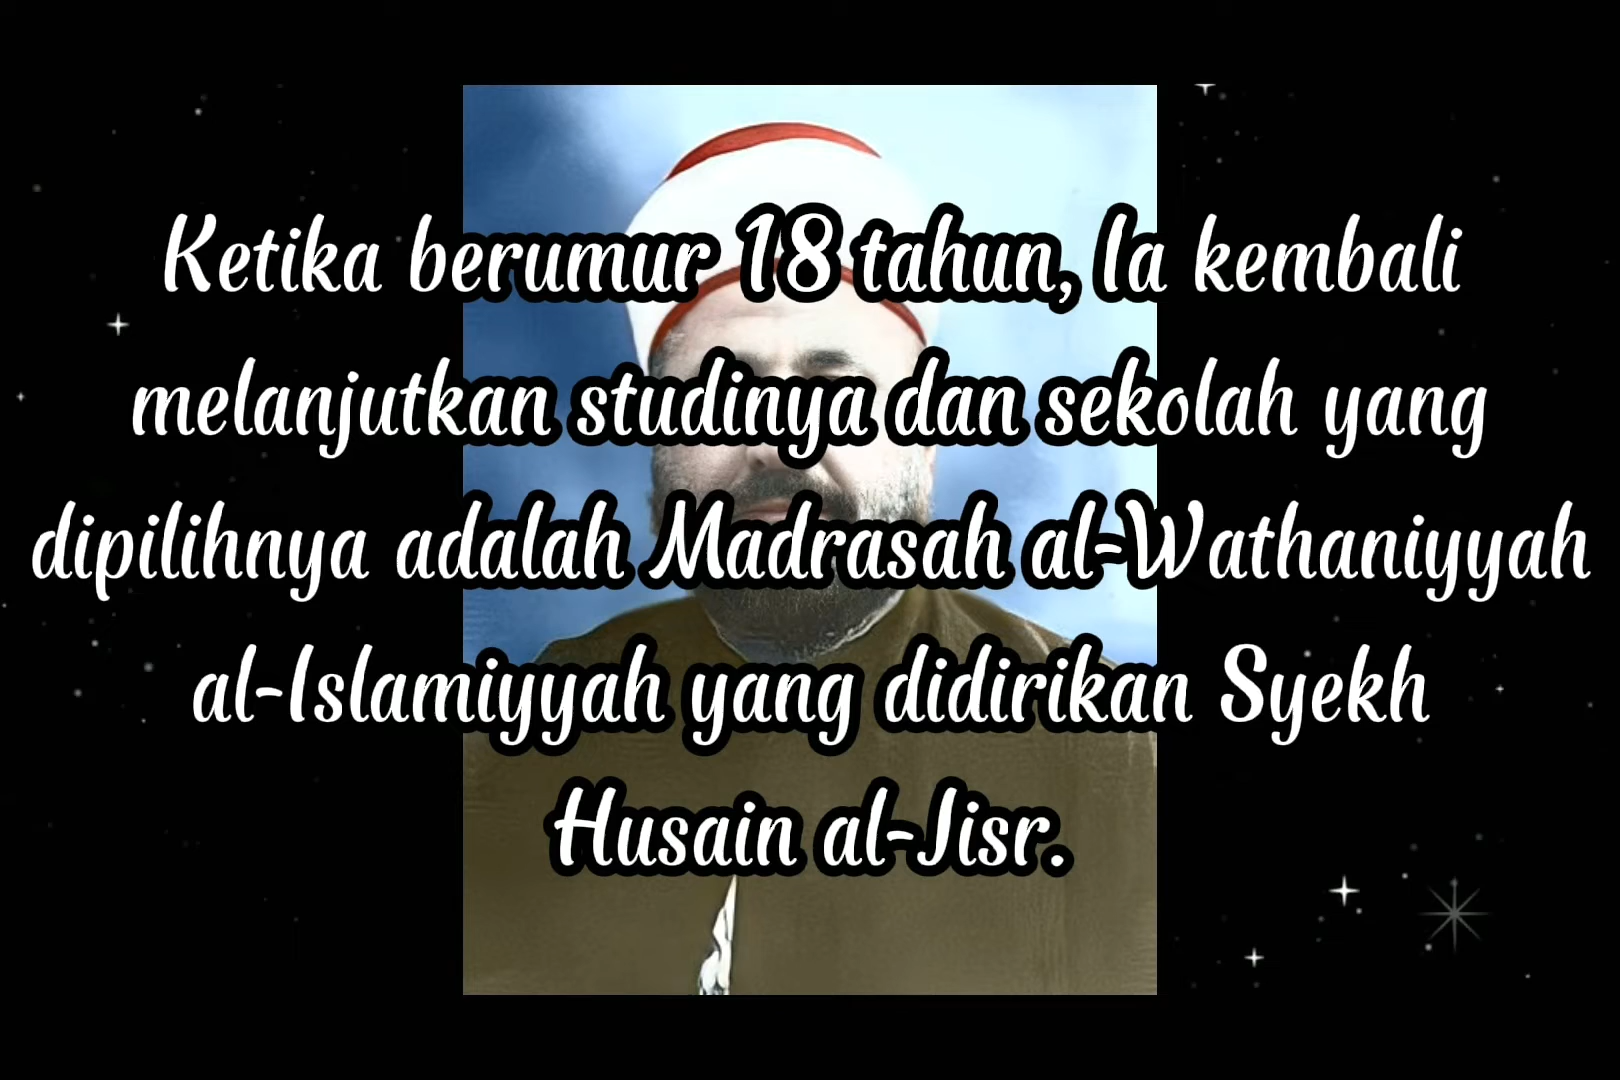 Ketika berumur 18 tahun, Ia kembali
melanjutkan studinya dan sekolah yang
dipilihnya adalah Madrasah al-Wathaniyyah
al-Islamiyyah yang didirikan Syekh
Husain al-Jisr.